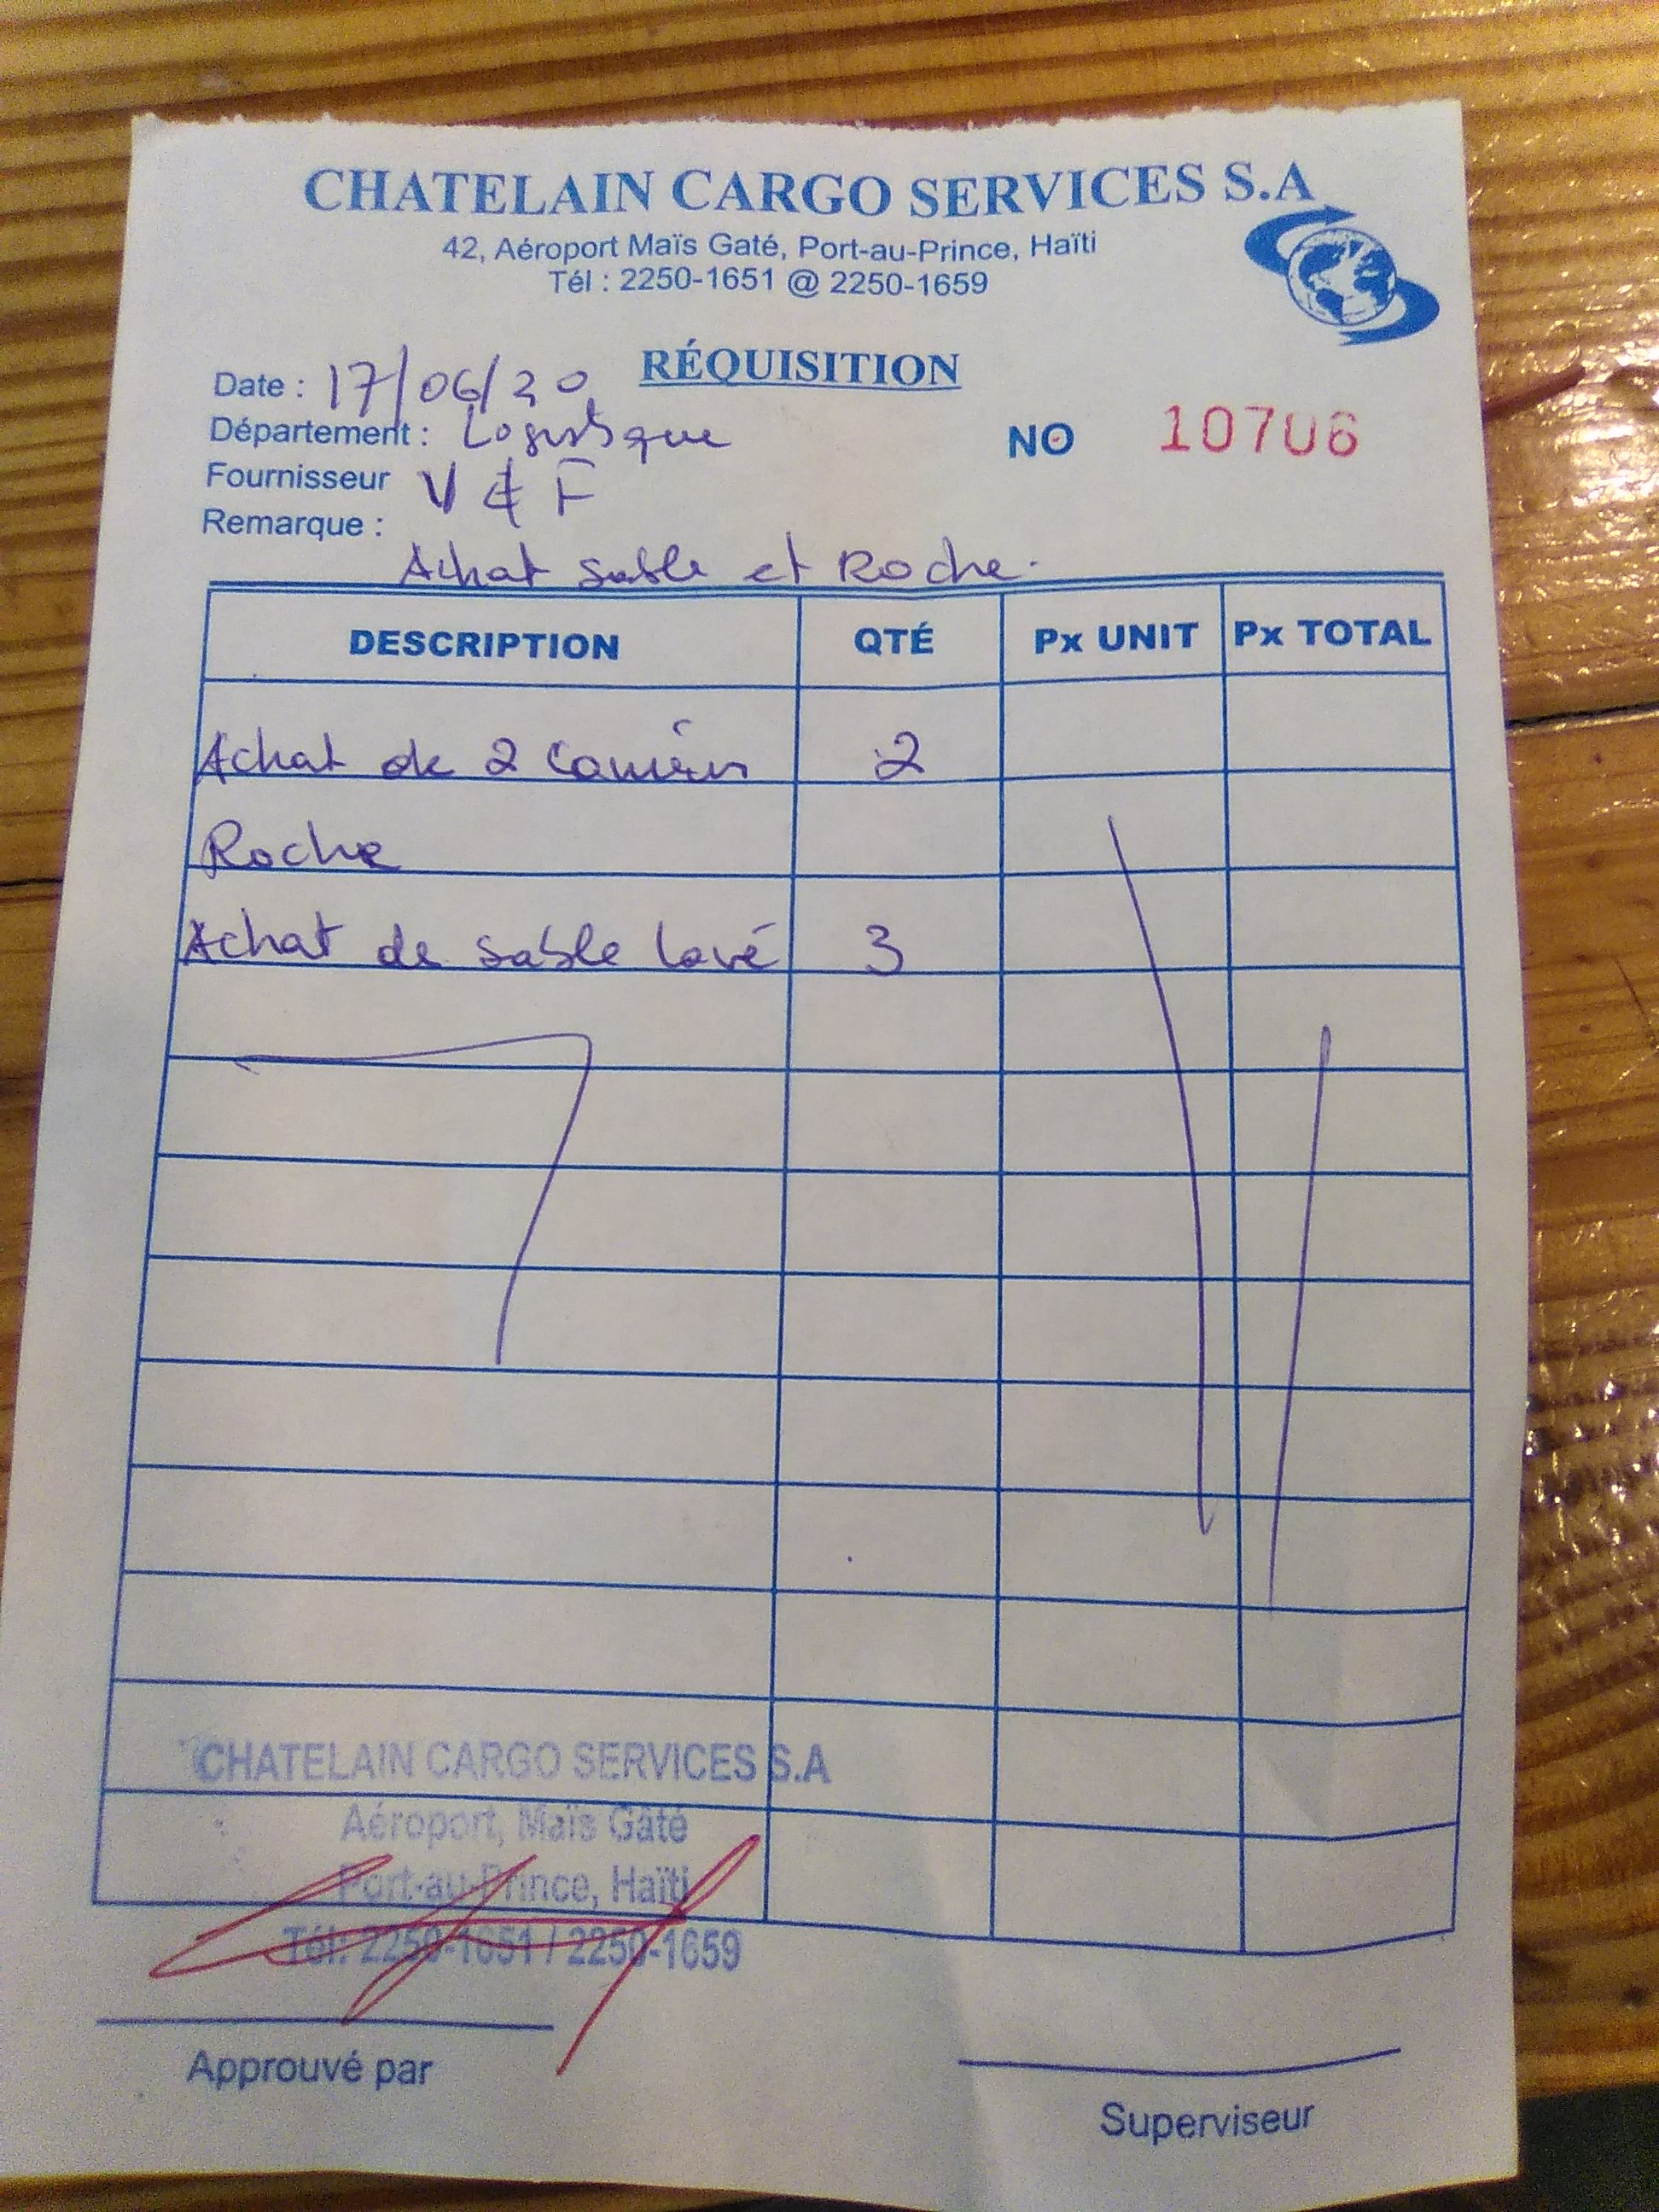 CHATELAIN CARGO SERVICES S.A
42, Aéroport Maïs Gaté, Port-au-Prince, Haïti
Tél : 2250-1651 @ 2250-1659
RÉQUISITION
Date : 17/06/20
Département : Logistique
NO 10706
Fournisseur V & F
Remarque :
Achat sable et Roche.
DESCRIPTION QTÉ Px UNIT Px TOTAL
Achat de 2 2
Roche
Achat de sable lavé 3
CHATELAIN CARGO SERVICES S.A
Aéroport, Maïs Gâté
Port-au-Prince, Haïti
Tél: 2250-1651 / 2250-1659
Approuvé par
Superviseur